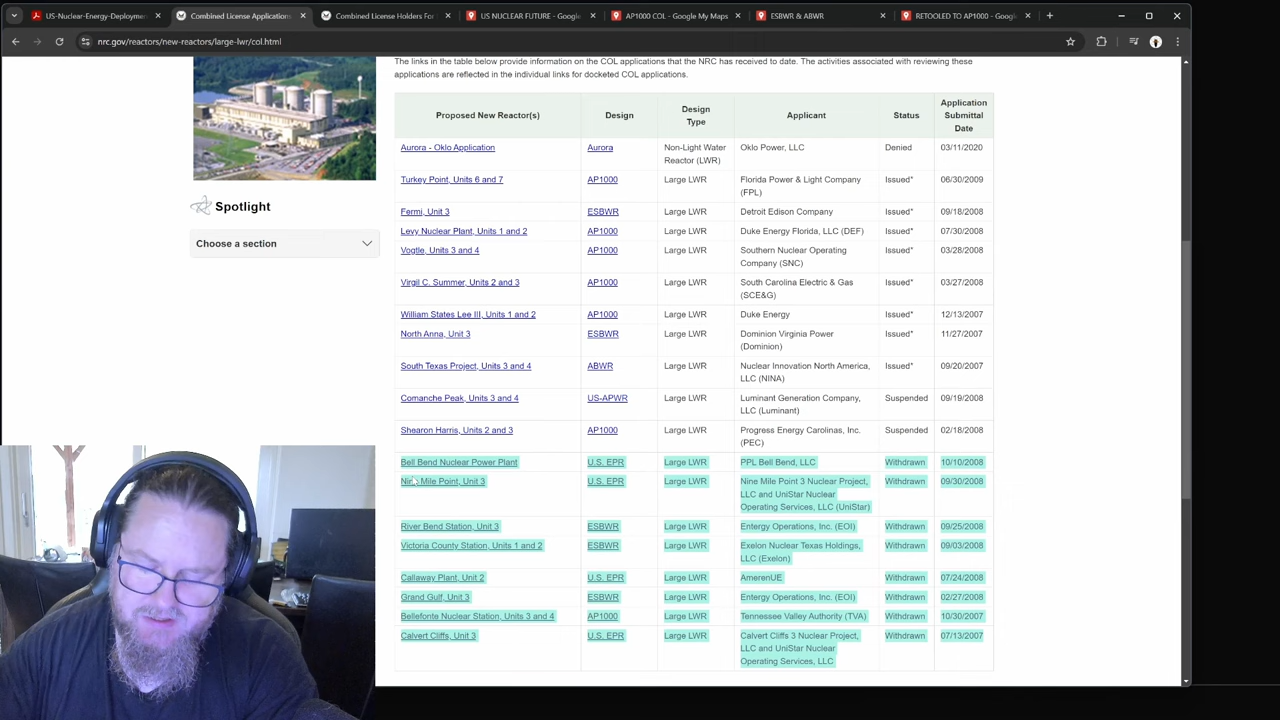 US-Nuclear-Energy-Deploymen
Combined License Applications
Combined License Holders For
US NUCLEAR FUTURE - Google
AP1000 COL - Google My Maps
ESBWR & ABWR
RETOOLED TO AP1000 - Google
nrc.gov/reactors/new-reactors/large-lwr/col.html
The links in the table below provide information on the COL applications that the NRC has received to date. The activities associated with reviewing these
applications are reflected in the individual links for docketed COL applications.
Spotlight
Choose a section
Proposed New Reactor(s) Design Design Type Applicant Status Application Submittal Date
Aurora - Oklo Application Aurora Non-Light Water Reactor (LWR) Oklo Power, LLC Denied 03/11/2020
Turkey Point, Units 6 and 7 AP1000 Large LWR Florida Power & Light Company (FPL) Issued* 06/30/2009
Fermi, Unit 3 ESBWR Large LWR Detroit Edison Company Issued* 09/18/2008
Levy Nuclear Plant, Units 1 and 2 AP1000 Large LWR Duke Energy Florida, LLC (DEF) Issued* 07/30/2008
Vogtle, Units 3 and 4 AP1000 Large LWR Southern Nuclear Operating Company (SNC) Issued* 03/28/2008
Virgil C. Summer, Units 2 and 3 AP1000 Large LWR South Carolina Electric & Gas (SCE&G) Issued* 03/27/2008
William States Lee III, Units 1 and 2 AP1000 Large LWR Duke Energy Issued* 12/13/2007
North Anna, Unit 3 ESBWR Large LWR Dominion Virginia Power (Dominion) Issued* 11/27/2007
South Texas Project, Units 3 and 4 ABWR Large LWR Nuclear Innovation North America, LLC (NINA) Issued* 09/20/2007
Comanche Peak, Units 3 and 4 US-APWR Large LWR Luminant Generation Company, LLC (Luminant) Suspended 09/19/2008
Shearon Harris, Units 2 and 3 AP1000 Large LWR Progress Energy Carolinas, Inc. (PEC) Suspended 02/18/2008
Bell Bend Nuclear Power Plant U.S. EPR Large LWR PPL Bell Bend, LLC Withdrawn 10/10/2008
Nine Mile Point, Unit 3 U.S. EPR Large LWR Nine Mile Point 3 Nuclear Project, LLC and UniStar Nuclear Operating Services, LLC (UniStar) Withdrawn 09/30/2008
River Bend Station, Unit 3 ESBWR Large LWR Entergy Operations, Inc. (EOI) Withdrawn 09/25/2008
Victoria County Station, Units 1 and 2 ESBWR Large LWR Exelon Nuclear Texas Holdings, LLC (Exelon) Withdrawn 09/03/2008
Callaway Plant, Unit 2 U.S. EPR Large LWR AmerenUE Withdrawn 07/24/2008
Grand Gulf, Unit 3 ESBWR Large LWR Entergy Operations, Inc. (EOI) Withdrawn 02/27/2008
Bellefonte Nuclear Station, Units 3 and 4 AP1000 Large LWR Tennessee Valley Authority (TVA) Withdrawn 10/30/2007
Calvert Cliffs, Unit 3 U.S. EPR Large LWR Calvert Cliffs 3 Nuclear Project, LLC and UniStar Nuclear Operating Services, LLC Withdrawn 07/13/2007